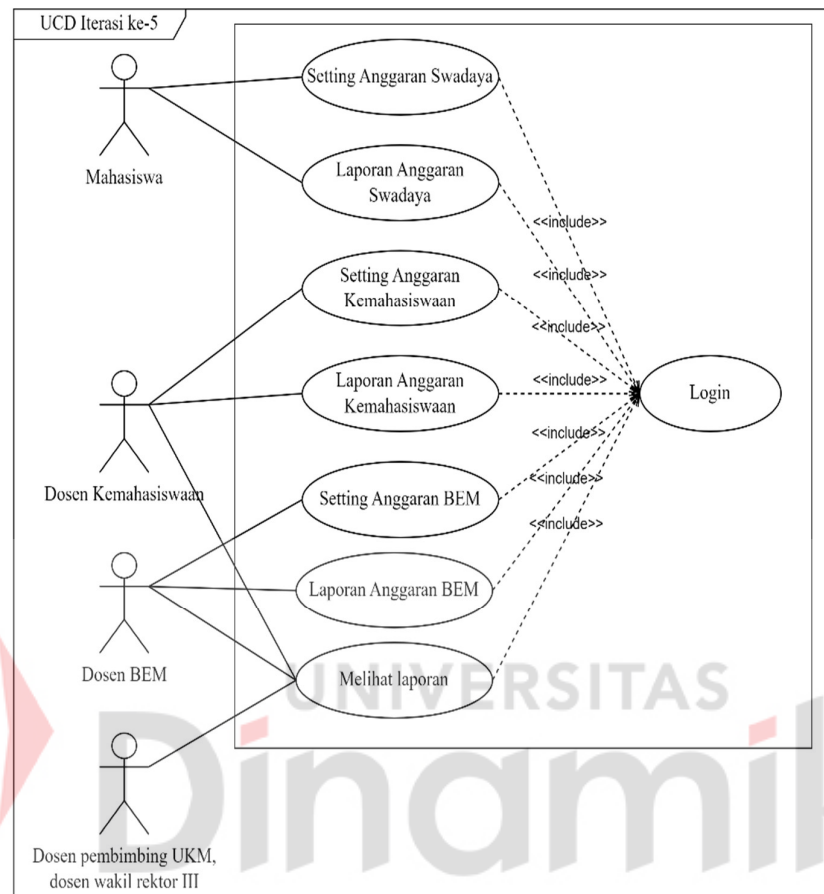 UCD Iterasi ke-5
Setting Anggaran Swadaya
Mahasiswa
Laporan Anggaran
Swadaya
<<include>>
Setting Anggaran
Kemahasiswaan
<<include>>
<<include>>
Laporan Anggaran
Kemahasiswaan
<<include>>
Login
<<include>>
Dosen Kemahasiswaan
Setting Anggaran BEM
<<include>>
<<include>>
Laporan Anggaran BEM
Dosen BEM
Melihat laporan
UNIVERSITAS
Dinamik
Dosen pembimbing UKM,
dosen wakil rektor III